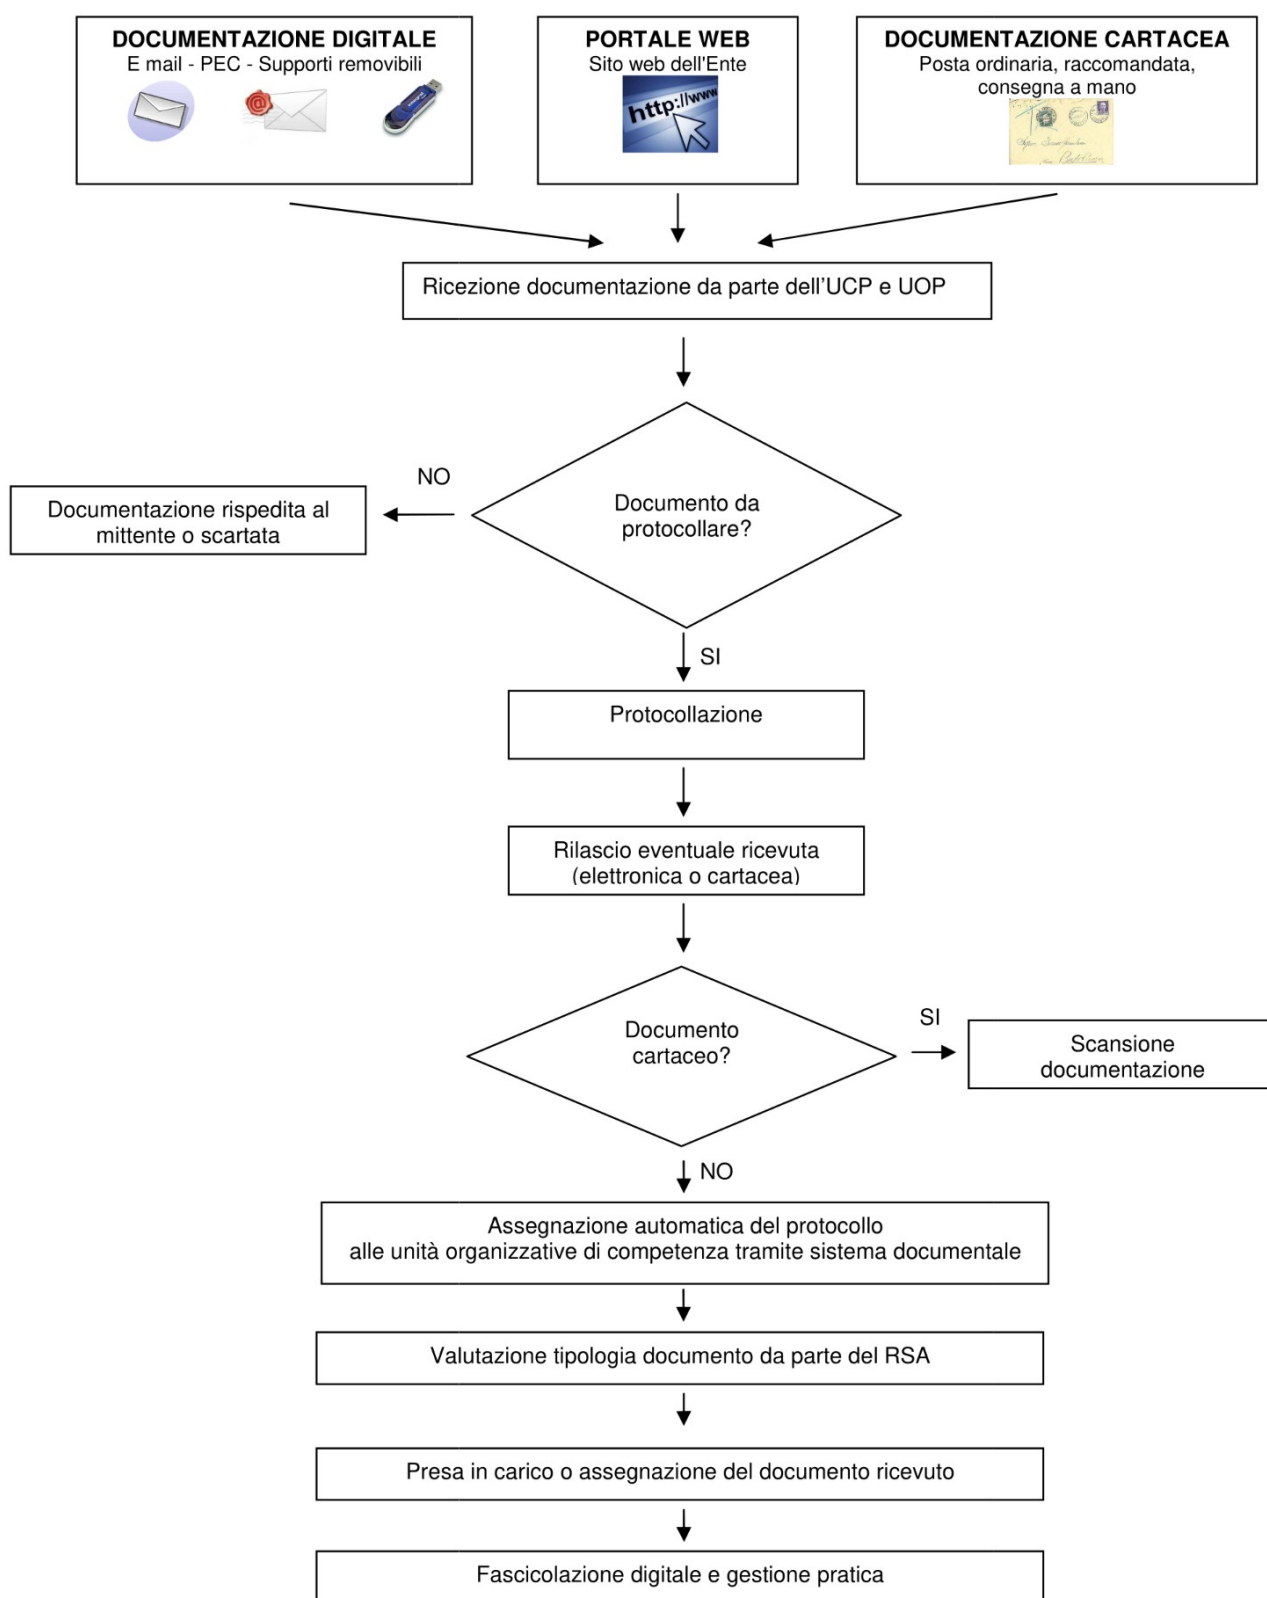 DOCUMENTAZIONE DIGITALE
E mail - PEC - Supporti removibili
PORTALE WEB
Sito web dell'Ente
http://www
DOCUMENTAZIONE CARTACEA
Posta ordinaria, raccomandata,
consegna a mano
Ricezione documentazione da parte dell'UCP e UOP
Documento da
protocollare?
NO
Documentazione rispedita al
mittente o scartata
SI
Protocollazione
Rilascio eventuale ricevuta
(elettronica o cartacea)
Documento
cartaceo?
SI
Scansione
documentazione
NO
Assegnazione automatica del protocollo
alle unità organizzative di competenza tramite sistema documentale
Valutazione tipologia documento da parte del RSA
Presa in carico o assegnazione del documento ricevuto
Fascicolazione digitale e gestione pratica